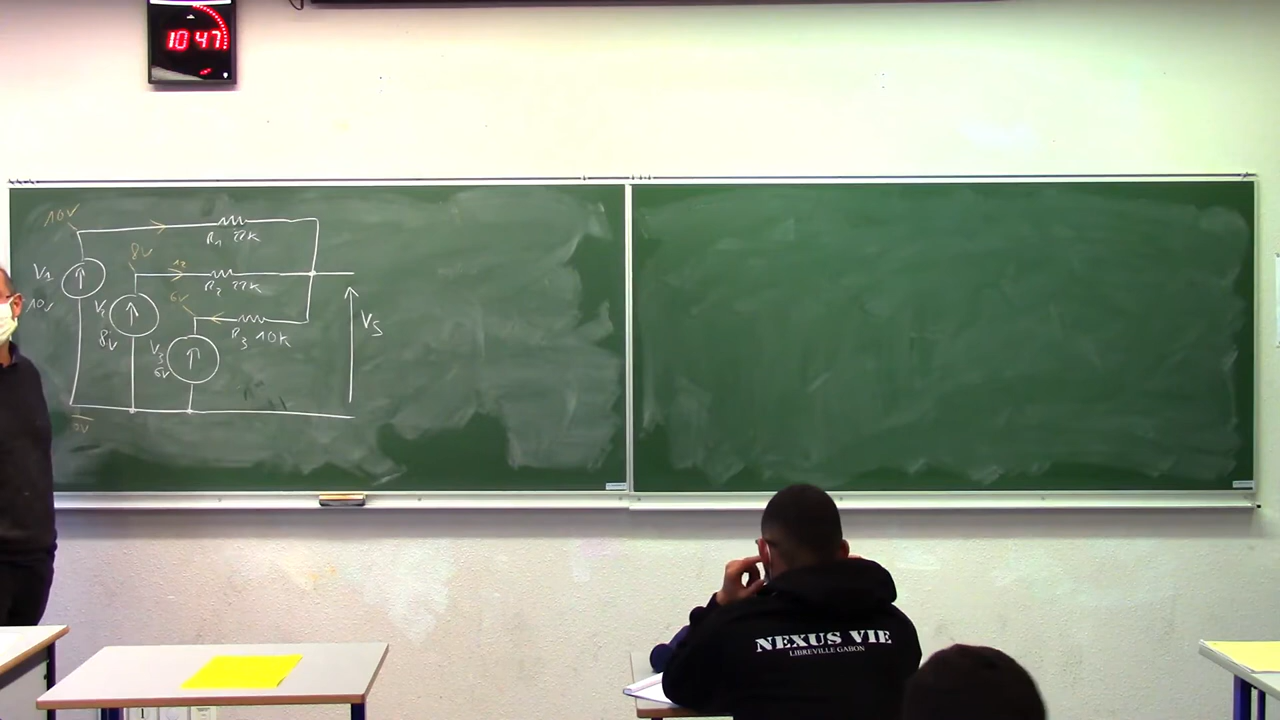 10 47
10V
R1 22K
8V
V1
R2 22K
10V
6V
V2
R3 10K
VS
8V
V3
6V
0V
NEXUS VIE
LIBREVILLE GABON